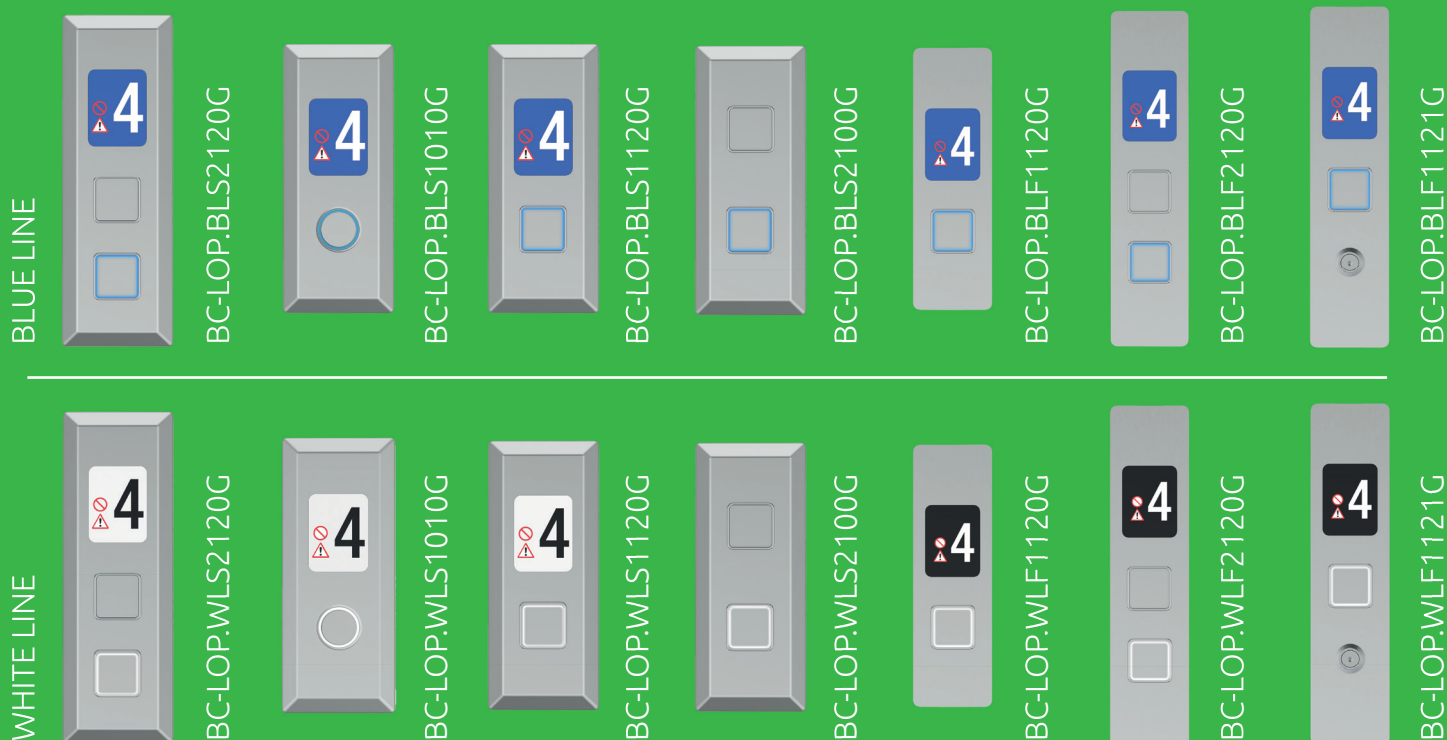 BLUE LINE
4
BC-LOP.BLS21120G
4
BC-LOP.BLS1010G
4
BC-LOP.BLS1120G
BC-LOP.BLS2100G
4
BC-LOP.BLF1120G
4
BC-LOP.BLF2120G
4
BC-LOP.BLF1121G
WHITE LINE
4
BC-LOP.WLS2120G
4
BC-LOP.WLS1010G
4
BC-LOP.WLS1120G
BC-LOP.WLS2100G
4
BC-LOP.WLF1120G
4
BC-LOP.WLF2120G
4
BC-LOP.WLF1121G